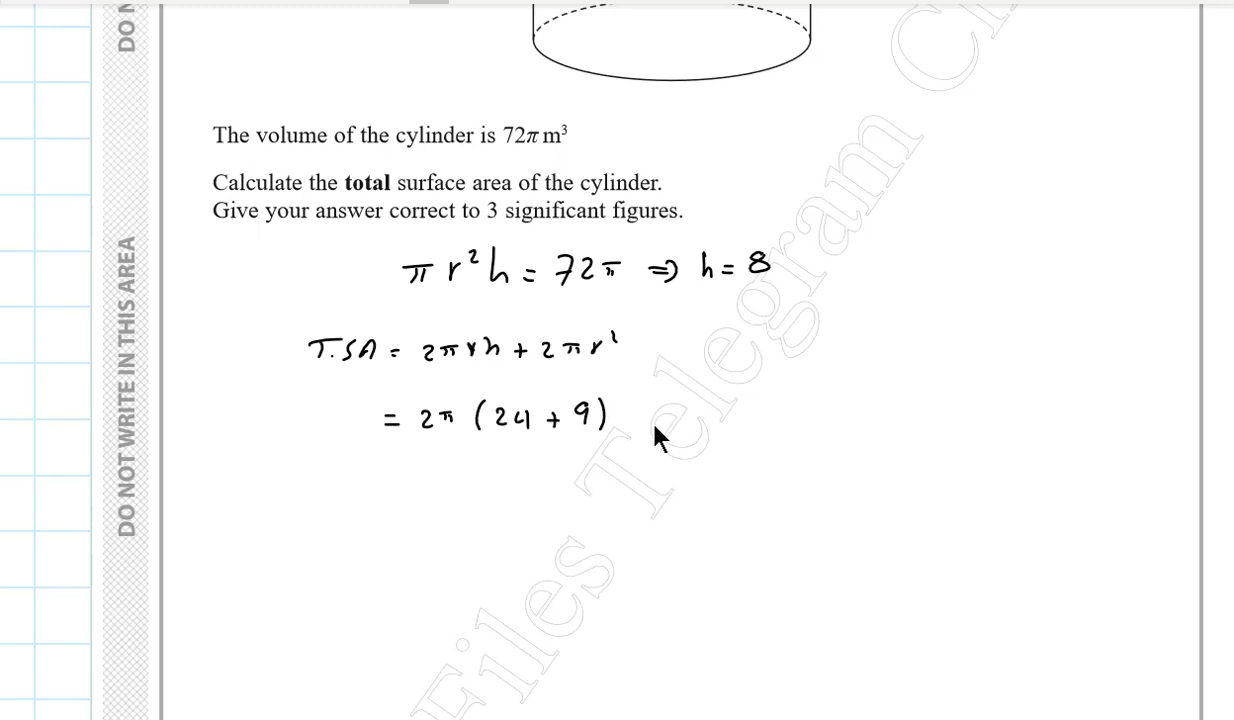 DO N
The volume of the cylinder is 72π m³
Calculate the total surface area of the cylinder.
Give your answer correct to 3 significant figures.
π r² h = 72π ⇒ h = 8
T.SA = 2πrh + 2πr²
= 2π (24 + 9)
DO NOT WRITE IN THIS AREA
Files Telegram